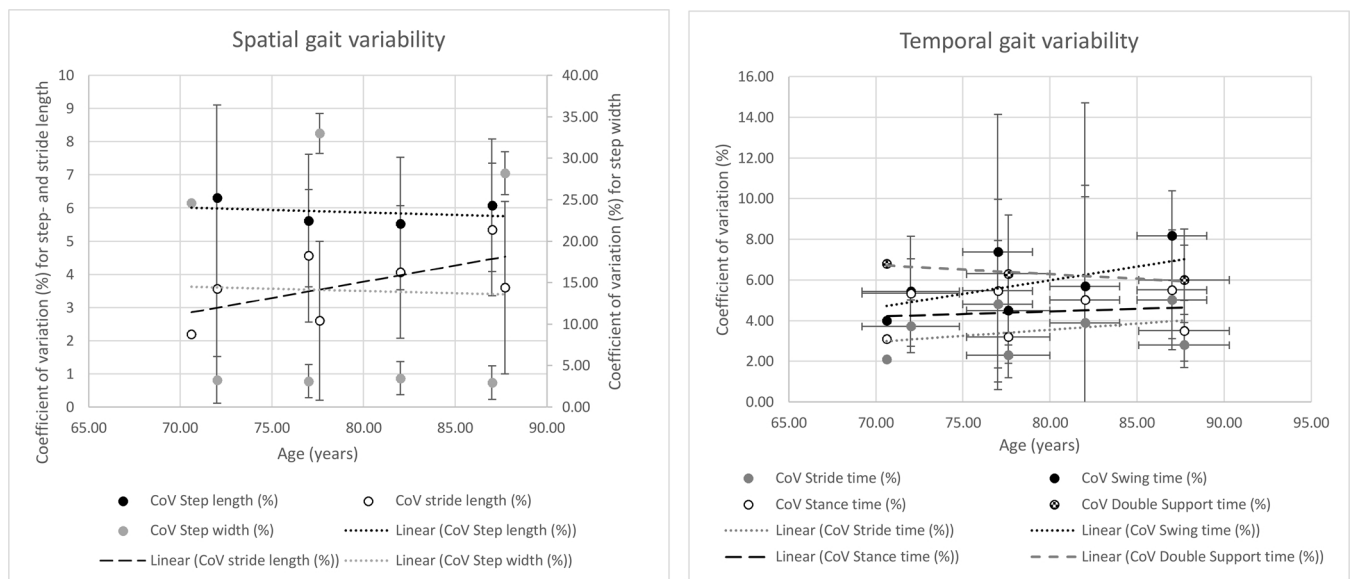 Spatial gait variability
Coefficient of variation (%) for step- and stride length
10
9
8
7
6
5
4
3
2
1
0
40.00
35.00
30.00
25.00
20.00
15.00
10.00
5.00
0.00
Coefficient of variation (%) for step width
65.00 70.00 75.00 80.00 85.00 90.00
Age (years)
CoV Step length (%) CoV stride length (%)
CoV Step width (%) Linear (CoV Step length (%))
Linear (CoV stride length (%)) Linear (CoV Step width (%))
Temporal gait variability
Coefficient of variation (%)
16.00
14.00
12.00
10.00
8.00
6.00
4.00
2.00
0.00
65.00 70.00 75.00 80.00 85.00 90.00 95.00
Age (years)
CoV Stride time (%) CoV Swing time (%)
CoV Stance time (%) CoV Double Support time (%)
Linear (CoV Stride time (%)) Linear (CoV Swing time (%))
Linear (CoV Stance time (%)) Linear (CoV Double Support time (%))